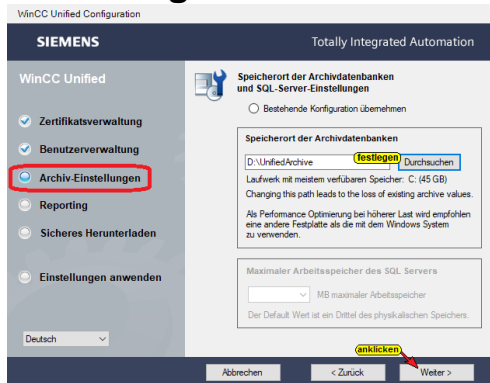 WinCC Unified Configuration
SIEMENS
Totally Integrated Automation
WinCC Unified
Zertifikatsverwaltung
Benutzerverwaltung
Archiv-Einstellungen
Reporting
Sicheres Herunterladen
Einstellungen anwenden
Deutsch
Speicherort der Archivdatenbanken
und SQL-Server-Einstellungen
Bestehende Konfiguration übernehmen
Speicherort der Archivdatenbanken
D:\UnifiedArchive
festlegen
Durchsuchen
Laufwerk mit meistem verfübaren Speicher: C: (45 GB)
Changing this path leads to the loss of existing archive values.
Als Performance Optimierung bei höherer Last wird empfohlen
eine andere Festplatte als die mit dem Windows System
zu verwenden.
Maximaler Arbeitsspeicher des SQL Servers
MB maximaler Arbeitsspeicher
Der Default Wert ist ein Drittel des physikalischen Speichers.
anklicken
Abbrechen
< Zurück
Weiter >